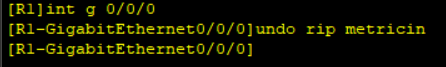 [R1]int g 0/0/0
[R1-GigabitEthernet0/0/0]undo rip metricin
[R1-GigabitEthernet0/0/0]